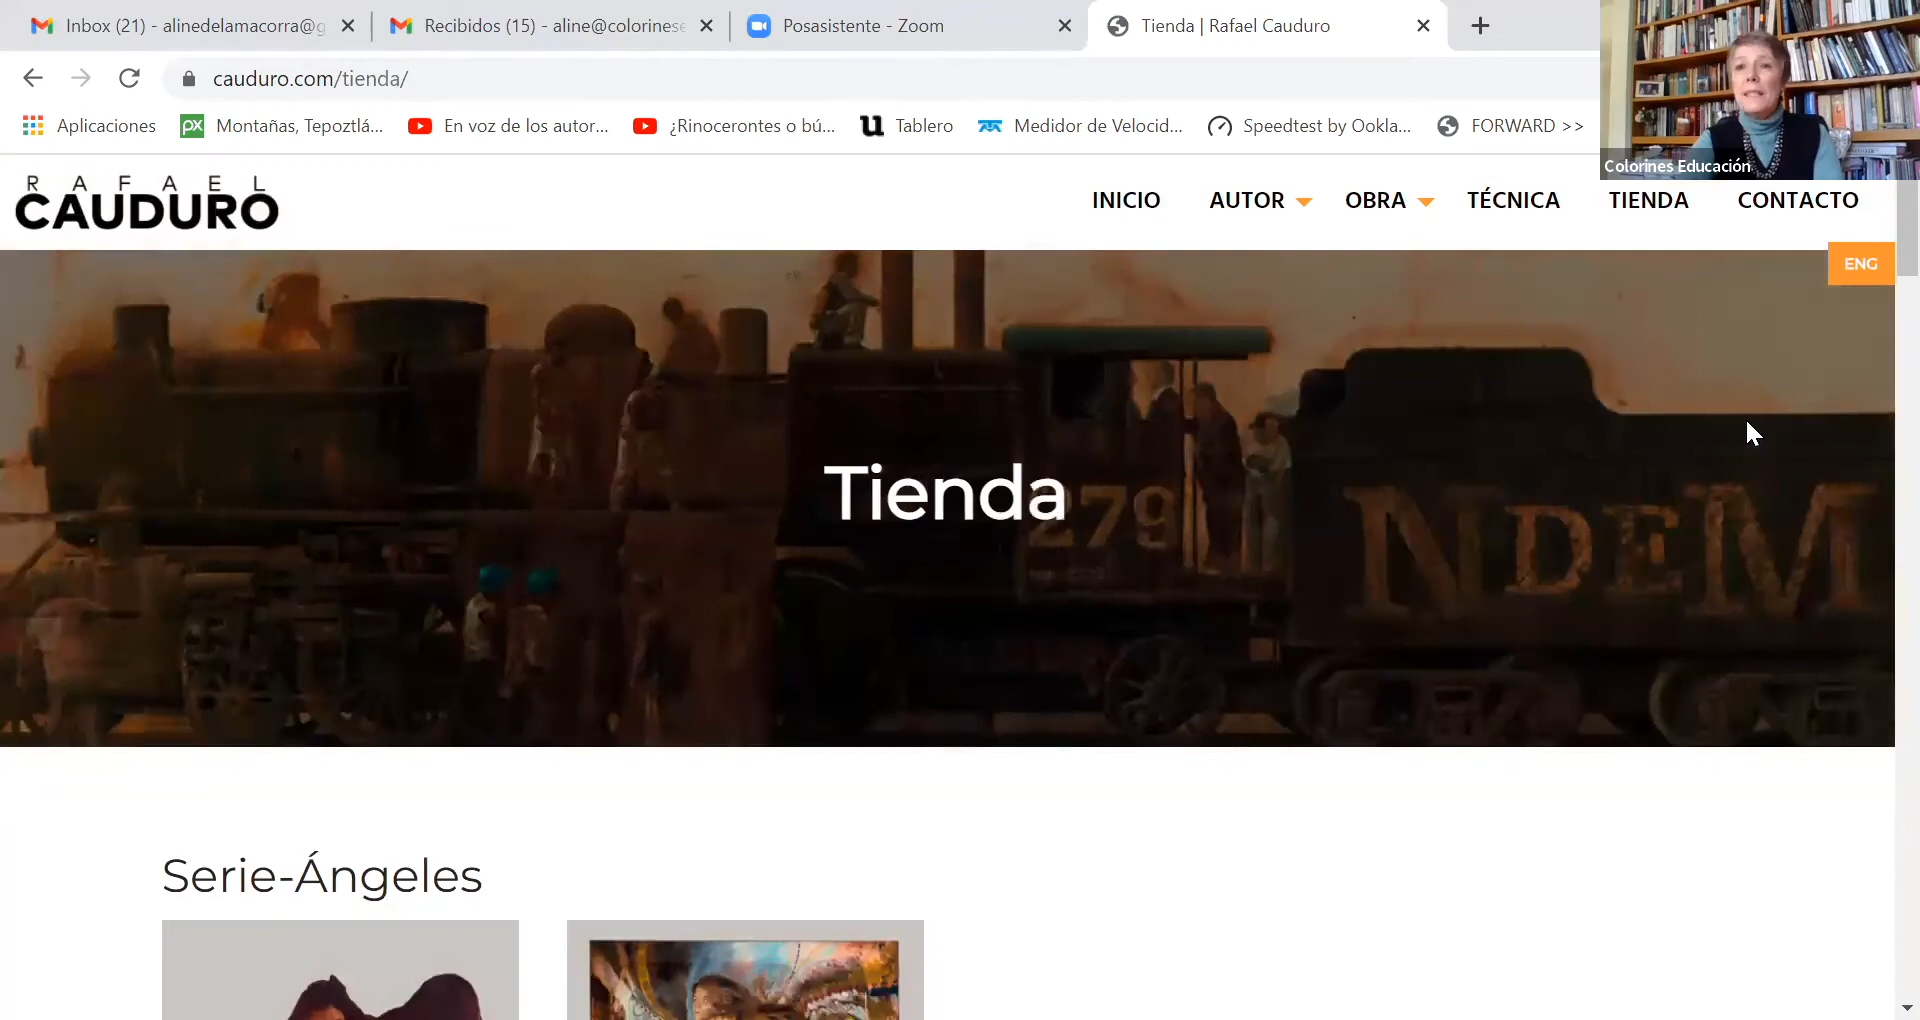 Inbox (21) - alinedelamacorra@g
Recibidos (15) - aline@colorinese
Posasistente - Zoom
Tienda | Rafael Cauduro
cauduro.com/tienda/
Aplicaciones
Montañas, Tepoztlá...
En voz de los autor...
¿Rinocerontes o bú...
Tablero
Medidor de Velocid...
Speedtest by Ookla...
FORWARD >>
Colorines Educación
RAFAEL
CAUDURO
INICIO
AUTOR
OBRA
TÉCNICA
TIENDA
CONTACTO
ENG
Tienda
279
NDEM
Serie-Ángeles